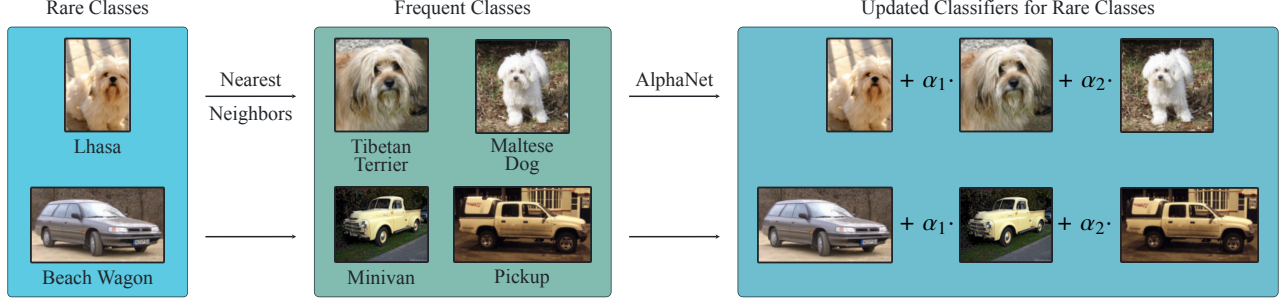 Rare Classes
Frequent Classes
Updated Classifiers for Rare Classes
Nearest
Neighbors
AlphaNet
+ α₁· + α₂·
Lhasa
Tibetan
Terrier
Maltese
Dog
+ α₁· + α₂·
Beach Wagon
Minivan
Pickup